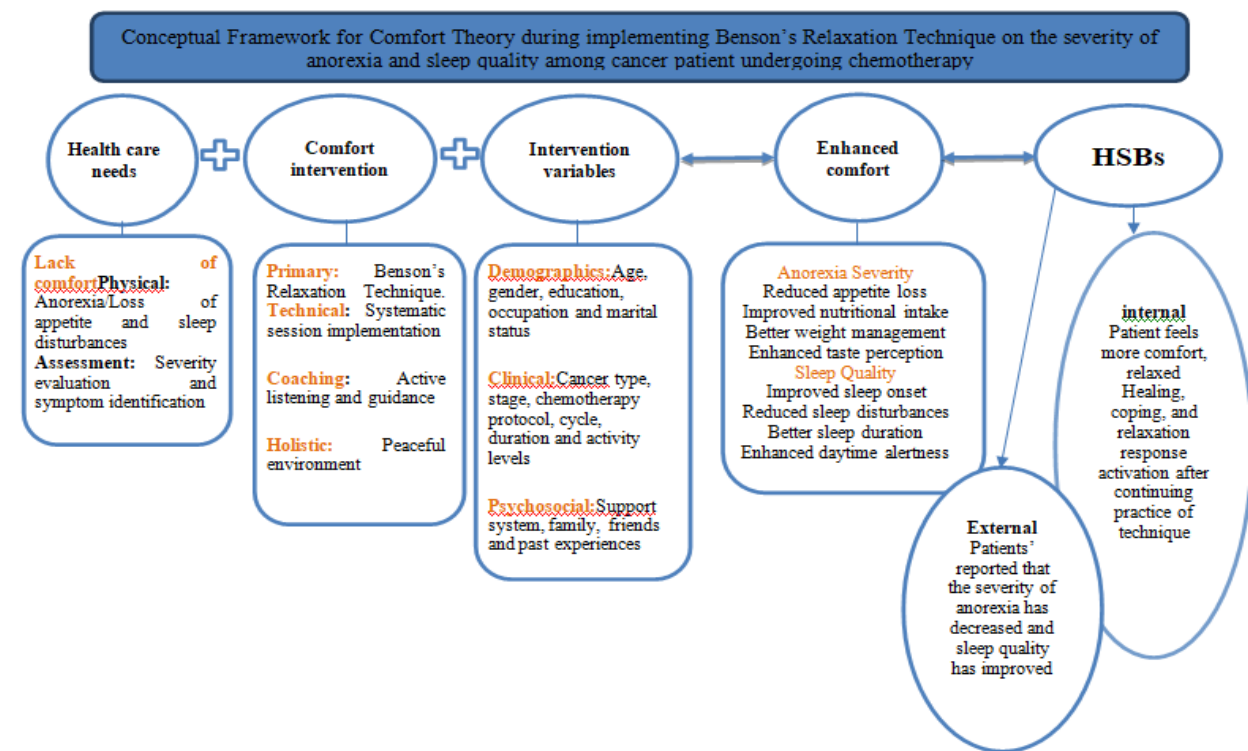 Conceptual Framework for Comfort Theory during implementing Benson's Relaxation Technique on the severity of
anorexia and sleep quality among cancer patient undergoing chemotherapy
Health care
needs
Comfort
intervention
Intervention
variables
Enhanced
comfort
HSBs
Lack of
comfortPhysical:
Anorexia/Loss of
appetite and sleep
disturbances
Assessment: Severity
evaluation and
symptom identification
Primary: Benson's
Relaxation Technique.
Technical: Systematic
session implementation
Coaching: Active
listening and guidance
Holistic: Peaceful
environment
Demographics:Age,
gender, education,
occupation and marital
status
Clinical:Cancer type,
stage, chemotherapy
protocol, cycle,
duration and activity
levels
Psychosocial:Support
system, family, friends
and past experiences
Anorexia Severity
Reduced appetite loss
Improved nutritional intake
Better weight management
Enhanced taste perception
Sleep Quality
Improved sleep onset
Reduced sleep disturbances
Better sleep duration
Enhanced daytime alertness
internal
Patient feels
more comfort,
relaxed
Healing,
coping, and
relaxation
response
activation after
continuing
practice of
technique
External
Patients'
reported that
the severity of
anorexia has
decreased and
sleep quality
has improved